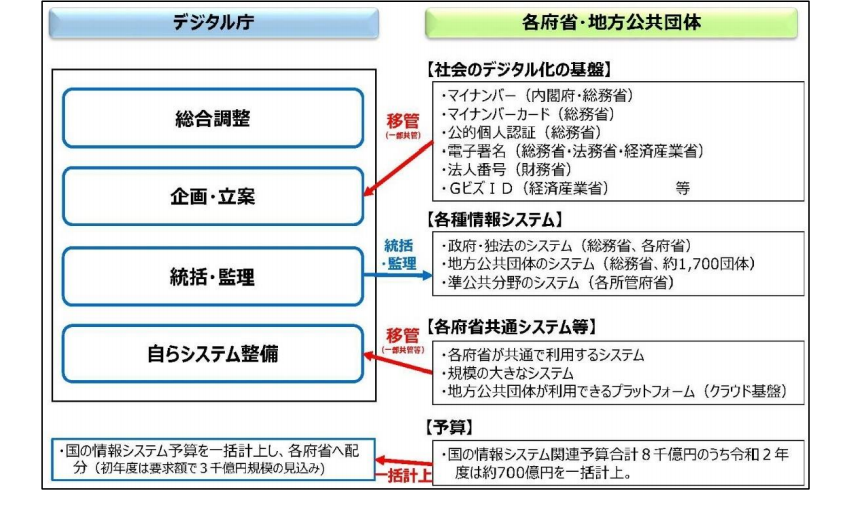 デジタル庁
各府省・地方公共団体
総合調整
企画・立案
統括・監理
自らシステム整備
・国の情報システム予算を一括計上し、各府省へ配
分（初年度は要求額で３千億円規模の見込み）
移管
（一部共管）
統括
・監理
移管
（一部共管等）
一括計上
【社会のデジタル化の基盤】
・マイナンバー（内閣府・総務省）
・マイナンバーカード（総務省）
・公的個人認証（総務省）
・電子署名（総務省・法務省・経済産業省）
・法人番号（財務省）
・ＧビズＩＤ（経済産業省）　等
【各種情報システム】
・政府・独法のシステム（総務省、各府省）
・地方公共団体のシステム（総務省、約1,700団体）
・準公共分野のシステム（各所管府省）
【各府省共通システム等】
・各府省が共通で利用するシステム
・規模の大きなシステム
・地方公共団体が利用できるプラットフォーム（クラウド基盤）
【予算】
・国の情報システム関連予算合計８千億円のうち令和２年
度は約700億円を一括計上。